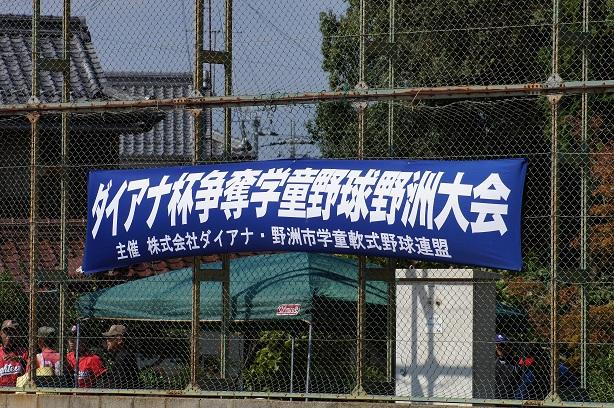 ダイアナ杯争奪学童野球野洲大会
主催 株式会社ダイアナ・野洲市学童軟式野球連盟
Coleman